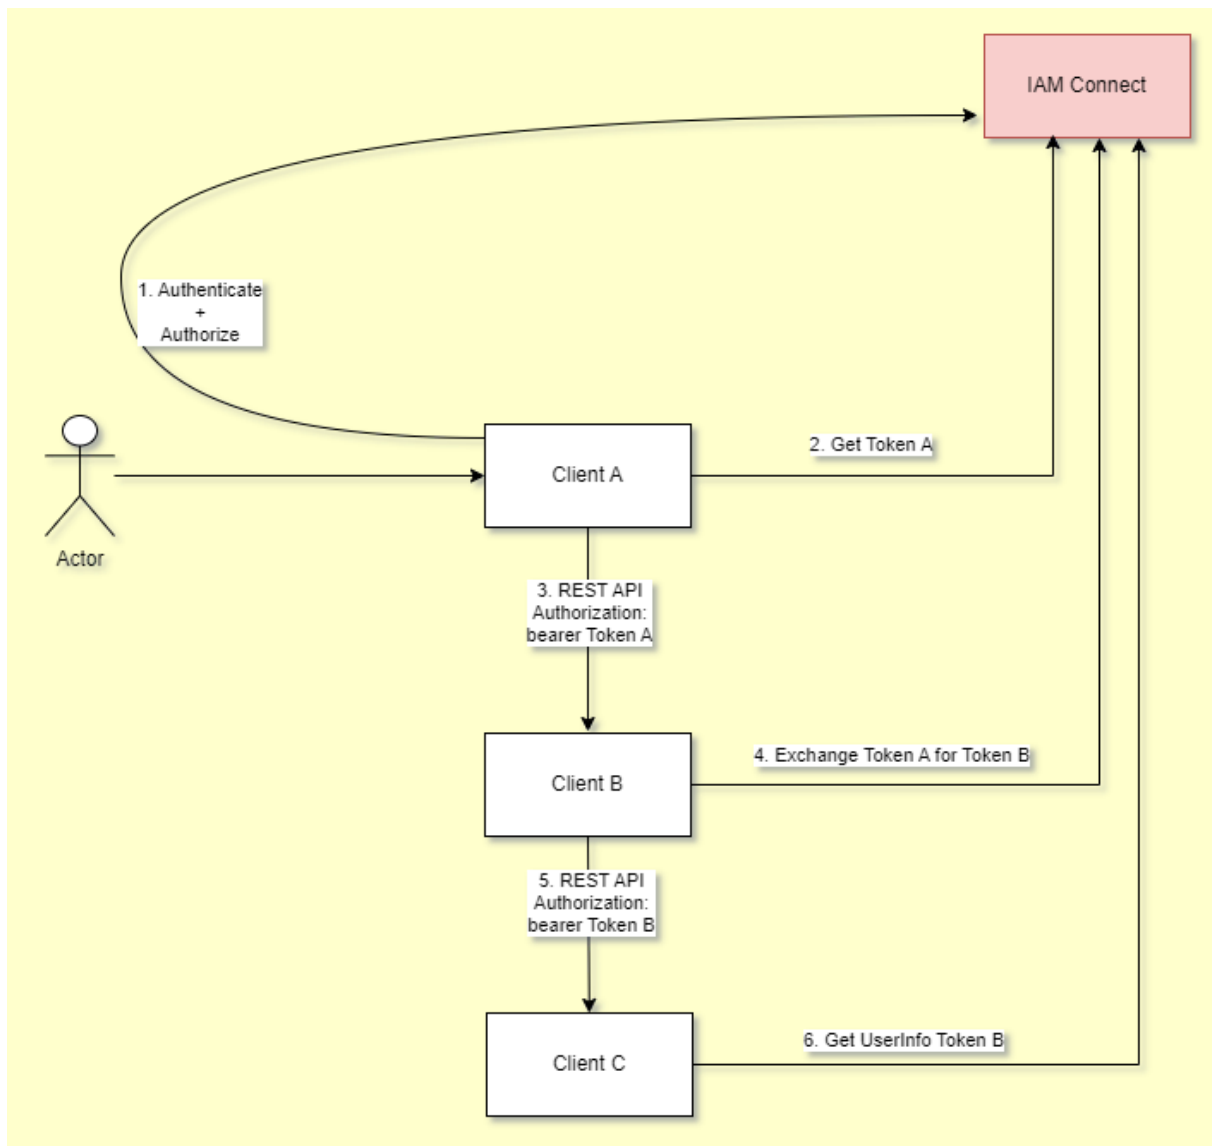 IAM Connect
1. Authenticate
+
Authorize
Actor
Client A
2. Get Token A
3. REST API
Authorization:
bearer Token A
Client B
4. Exchange Token A for Token B
5. REST API
Authorization:
bearer Token B
Client C
6. Get UserInfo Token B